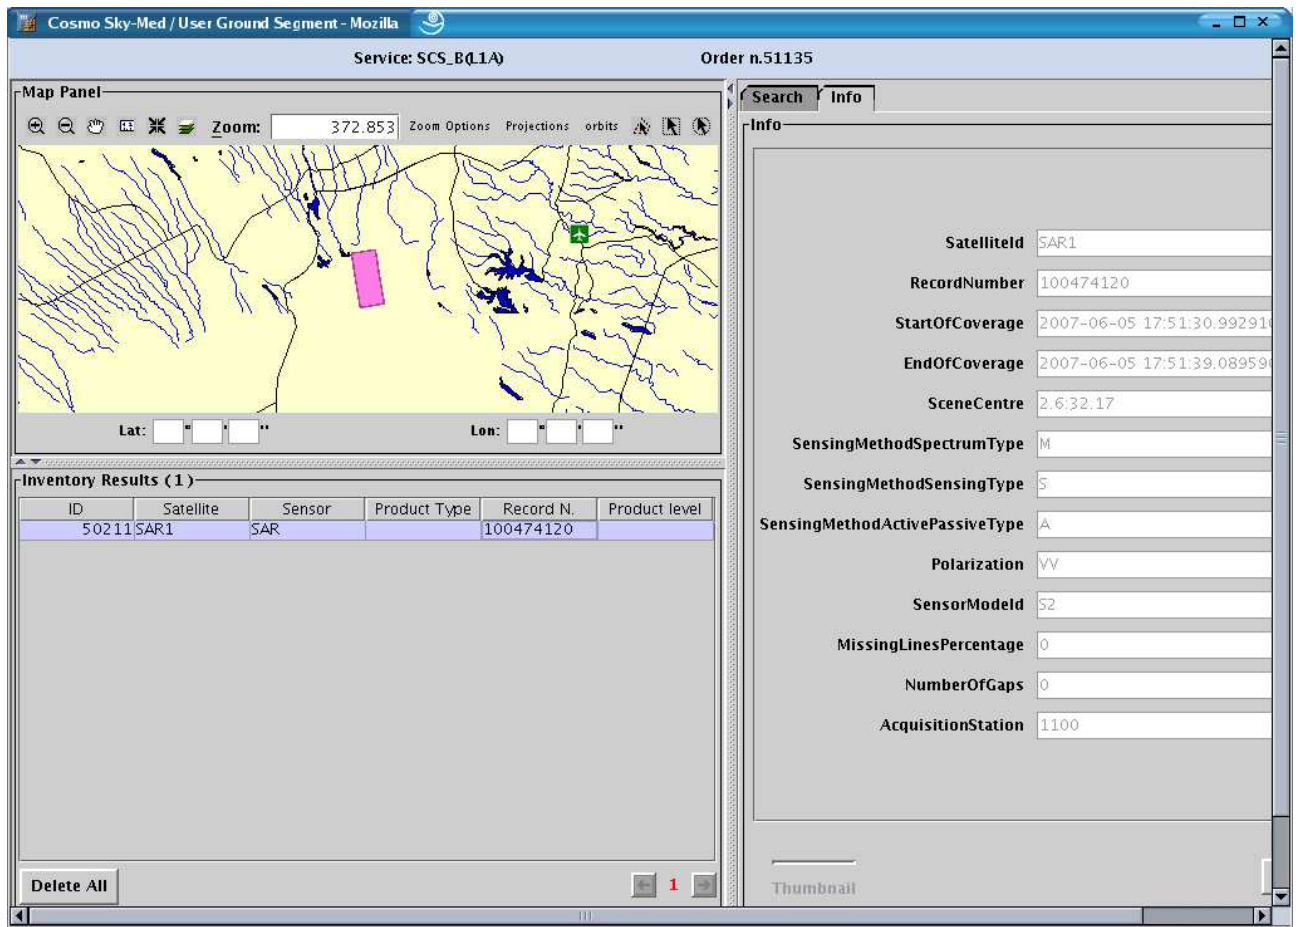 Cosmo Sky-Med / User Ground Segment - Mozilla
Service: SCS_B(L1A) Order n.51135
Map Panel
Zoom: 372.853 Zoom Options Projections orbits
Lat: ° ' ''
Lon: ° ' ''
Inventory Results (1)
ID Satellite Sensor Product Type Record N. Product level
50211 SAR1 SAR 100474120
Delete All
1
Search Info
Info
SatelliteId SAR1
RecordNumber 100474120
StartOfCoverage 2007-06-05 17:51:30.992910
EndOfCoverage 2007-06-05 17:51:39.089590
SceneCentre 2.6:32.17
SensingMethodSpectrumType M
SensingMethodSensingType S
SensingMethodActivePassiveType A
Polarization VV
SensorModeId S2
MissingLinesPercentage 0
NumberOfGaps 0
AcquisitionStation 1100
Thumbnail